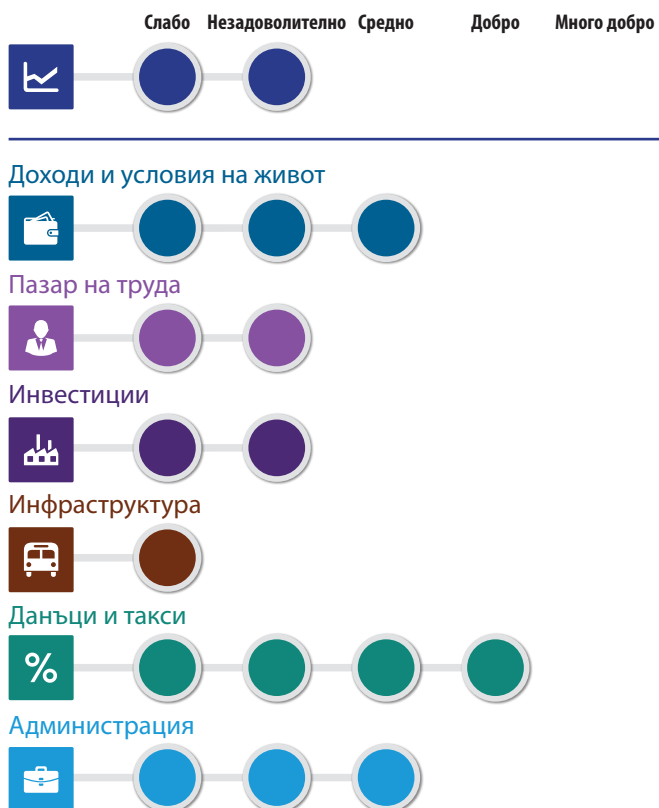 Слабо Незадоволително Средно Добро Много добро
Доходи и условия на живот
Пазар на труда
Инвестиции
Инфраструктура
Данъци и такси
%
Администрация